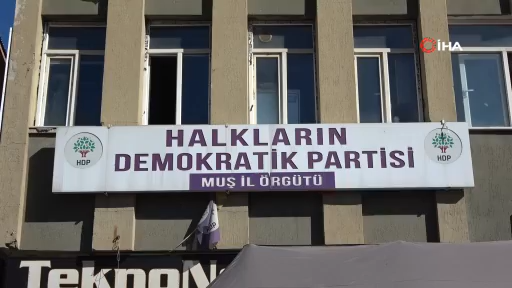 İHA
HALKLARIN
DEMOKRATİK PARTİSİ
MUŞ İL ÖRGÜTÜ
HDP
HDP